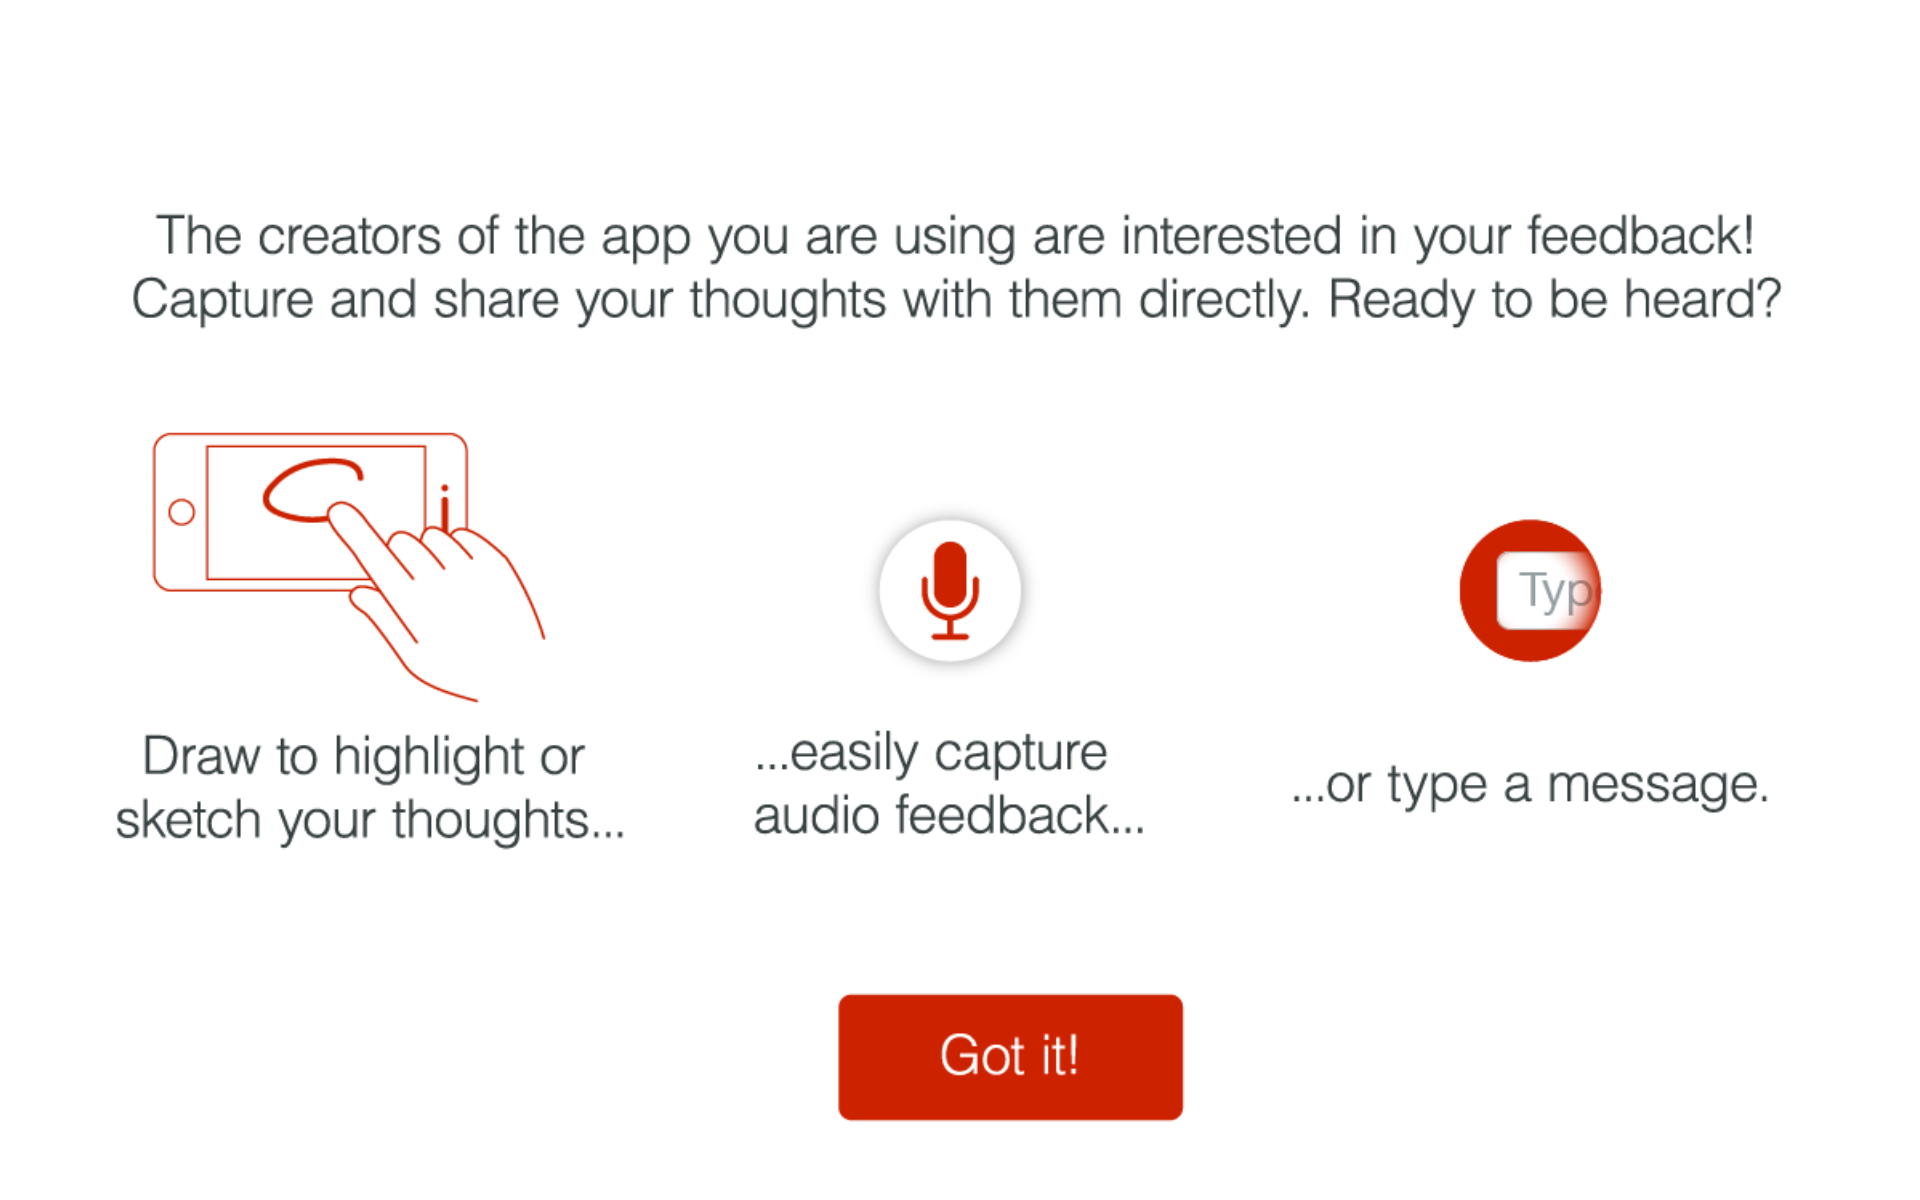 The creators of the app you are using are interested in your feedback!
Capture and share your thoughts with them directly. Ready to be heard?
i
Typ
Draw to highlight or
sketch your thoughts...
...easily capture
audio feedback...
...or type a message.
Got it!